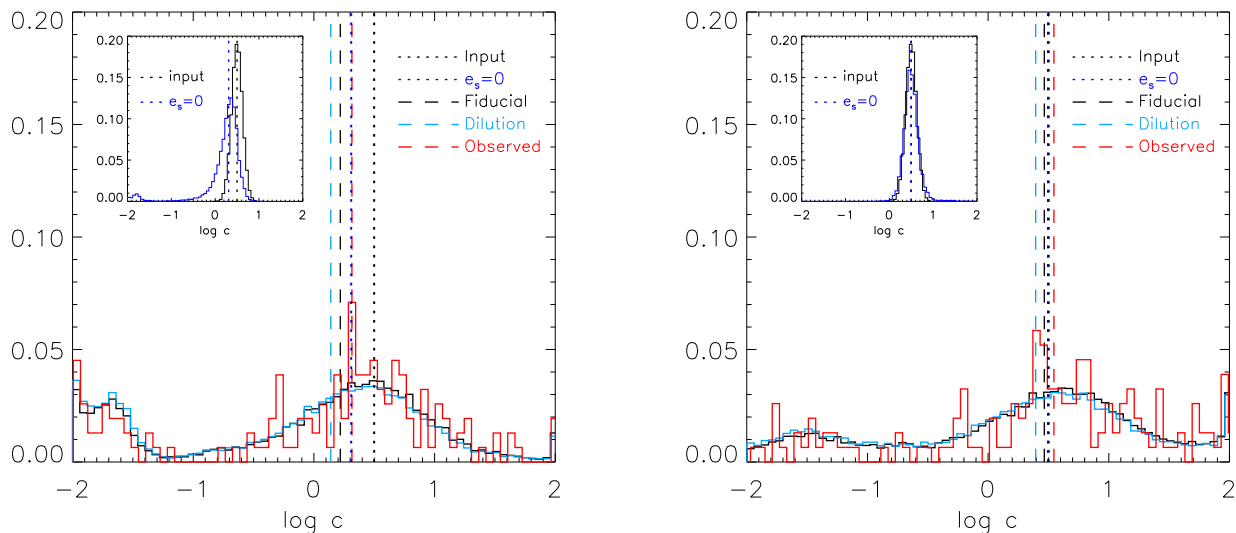 0.20
0.15
0.10
0.05
0.00
-2
-1
0
1
2
log c
input
e_s=0
Input
e_s=0
Fiducial
Dilution
Observed
0.20
0.15
0.10
0.05
0.00
-2
-1
0
1
2
log c
0.20
0.15
0.10
0.05
0.00
-2
-1
0
1
2
log c
input
e_s=0
Input
e_s=0
Fiducial
Dilution
Observed
0.20
0.15
0.10
0.05
0.00
-2
-1
0
1
2
log c